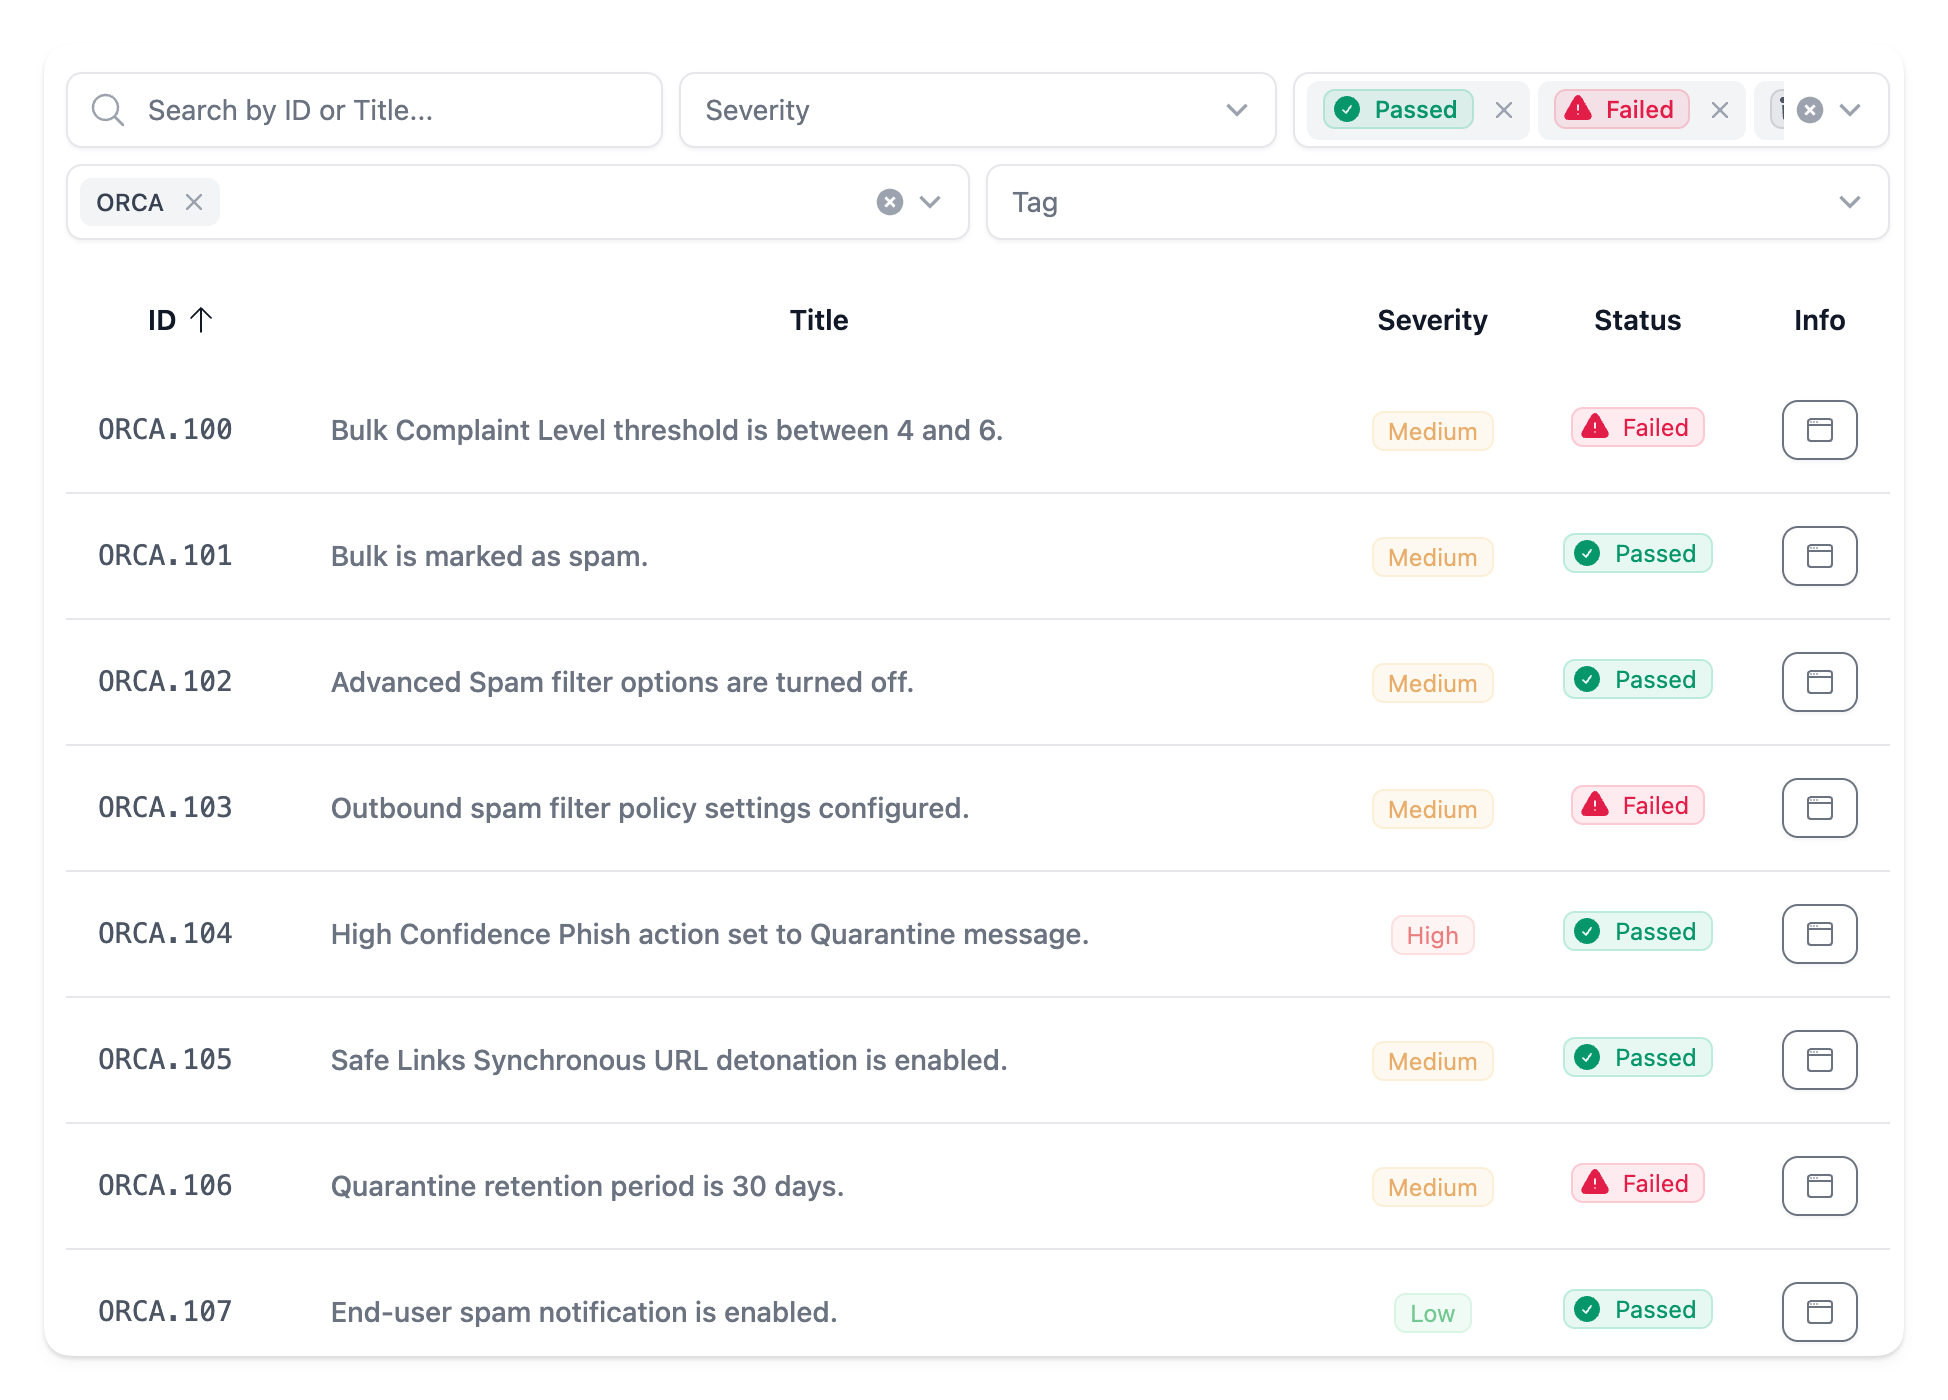 Search by ID or Title...
Severity
Passed
Failed
ORCA
Tag
ID Title Severity Status Info
ORCA.100 Bulk Complaint Level threshold is between 4 and 6. Medium Failed
ORCA.101 Bulk is marked as spam. Medium Passed
ORCA.102 Advanced Spam filter options are turned off. Medium Passed
ORCA.103 Outbound spam filter policy settings configured. Medium Failed
ORCA.104 High Confidence Phish action set to Quarantine message. High Passed
ORCA.105 Safe Links Synchronous URL detonation is enabled. Medium Passed
ORCA.106 Quarantine retention period is 30 days. Medium Failed
ORCA.107 End-user spam notification is enabled. Low Passed